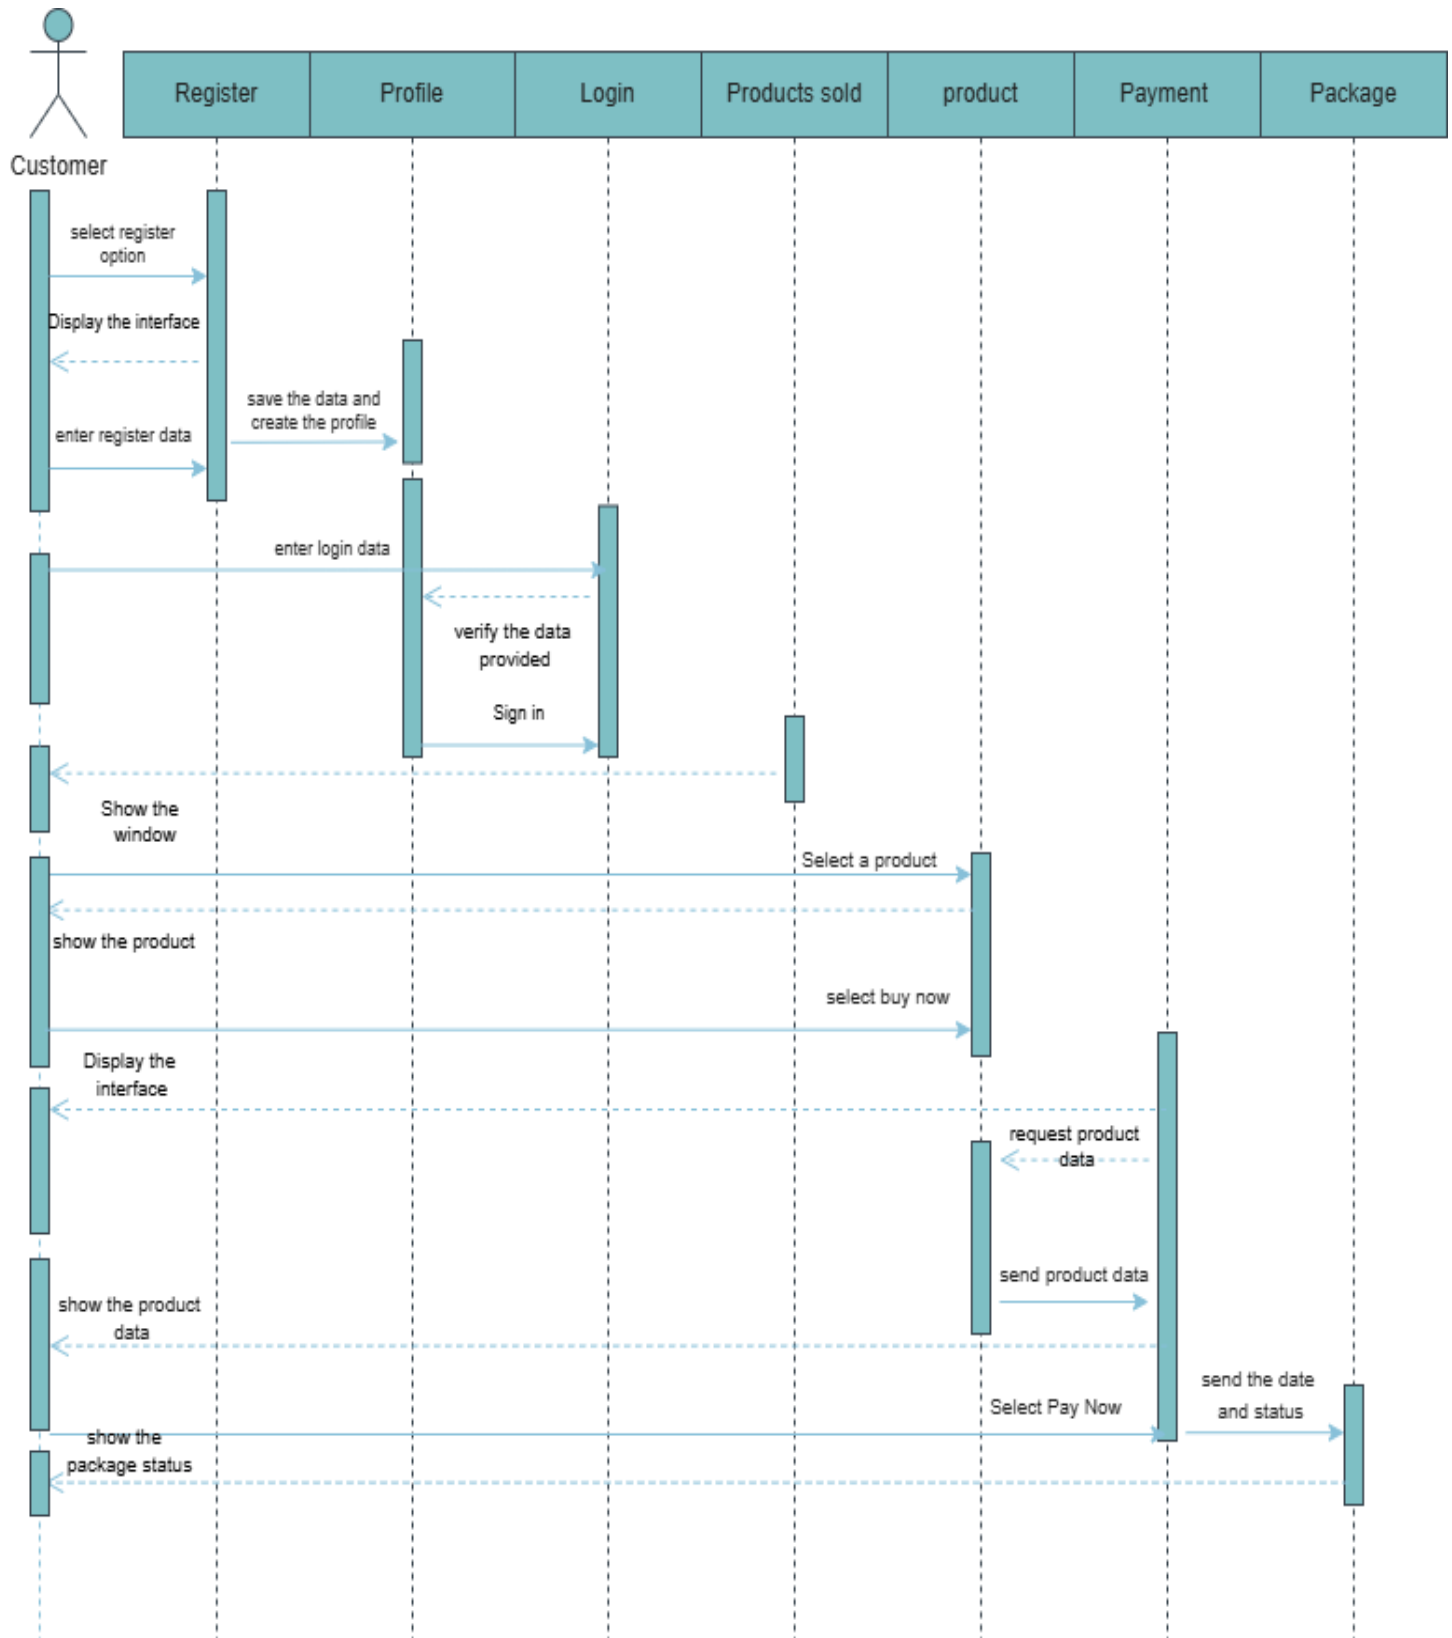 Register
Profile
Login
Products sold
product
Payment
Package
Customer
select register
option
Display the interface
save the data and
create the profile
enter register data
enter login data
verify the data
provided
Sign in
Show the
window
Select a product
show the product
select buy now
Display the
interface
request product
data
send product data
show the product
data
send the date
and status
Select Pay Now
show the
package status